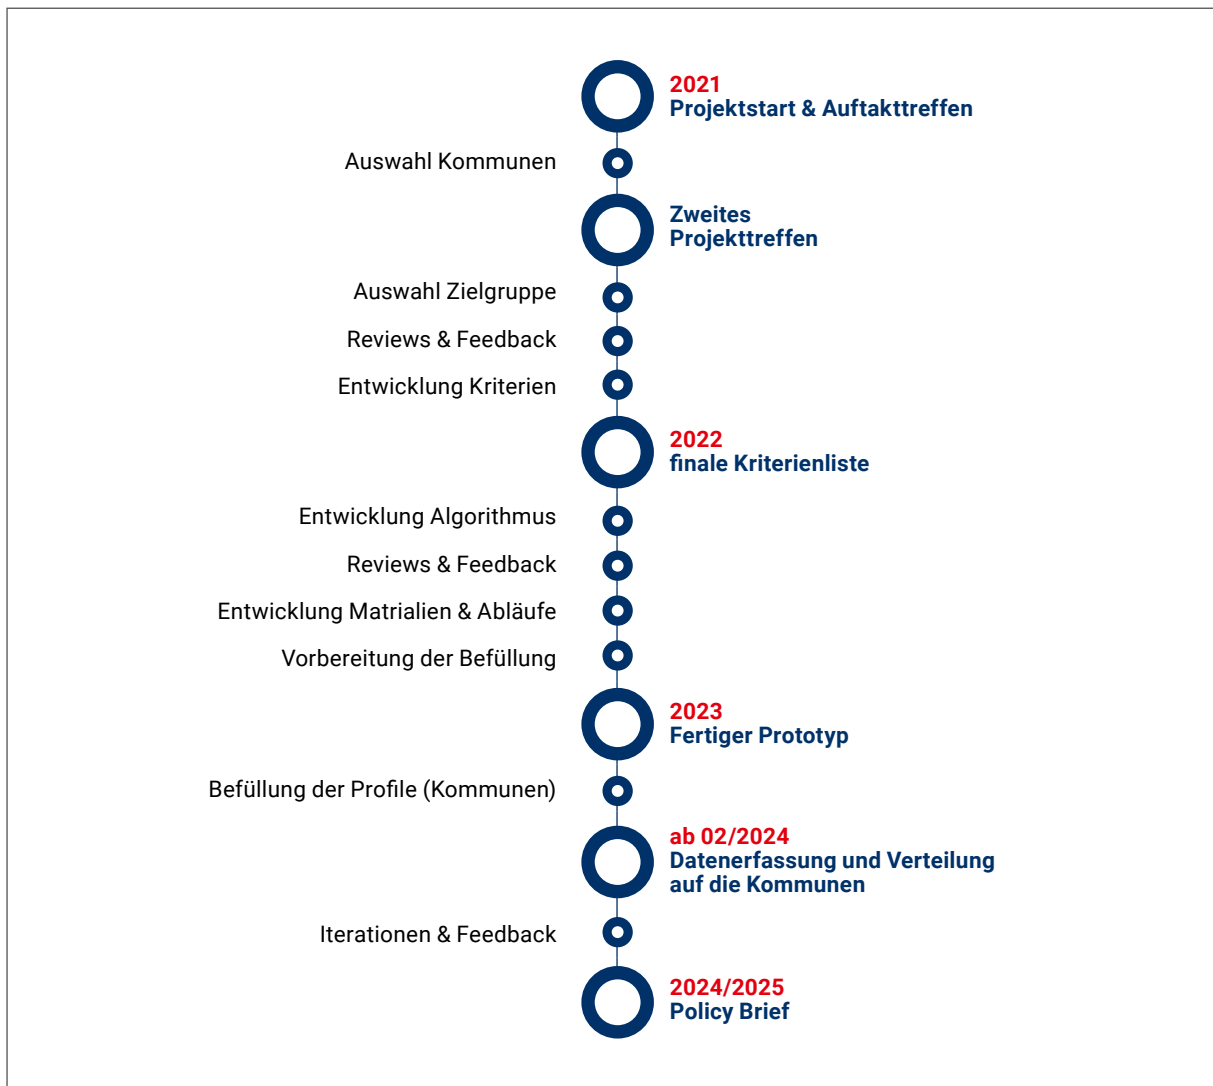 2021
Projektstart & Auftakttreffen
Auswahl Kommunen
Zweites
Projekttreffen
Auswahl Zielgruppe
Reviews & Feedback
Entwicklung Kriterien
2022
finale Kriterienliste
Entwicklung Algorithmus
Reviews & Feedback
Entwicklung Matrialien & Abläufe
Vorbereitung der Befüllung
2023
Fertiger Prototyp
Befüllung der Profile (Kommunen)
ab 02/2024
Datenerfassung und Verteilung
auf die Kommunen
Iterationen & Feedback
2024/2025
Policy Brief